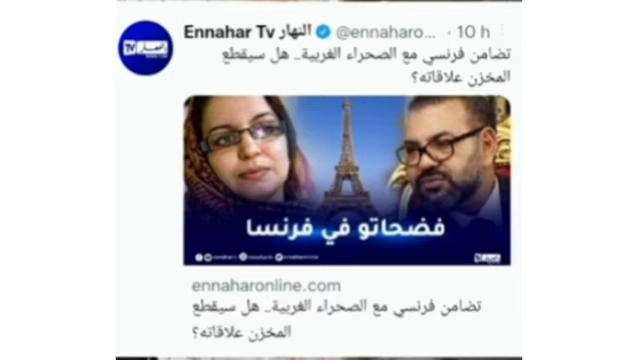 Ennahar Tv النهار @ennaharo... · 10 h
تضامن فرنسي مع الصحراء الغربية.. هل سيقطع
المخزن علاقاته؟
فضحاتو في فرنسا
ennaharonline.com
تضامن فرنسي مع الصحراء الغربية.. هل سيقطع
المخزن علاقاته؟